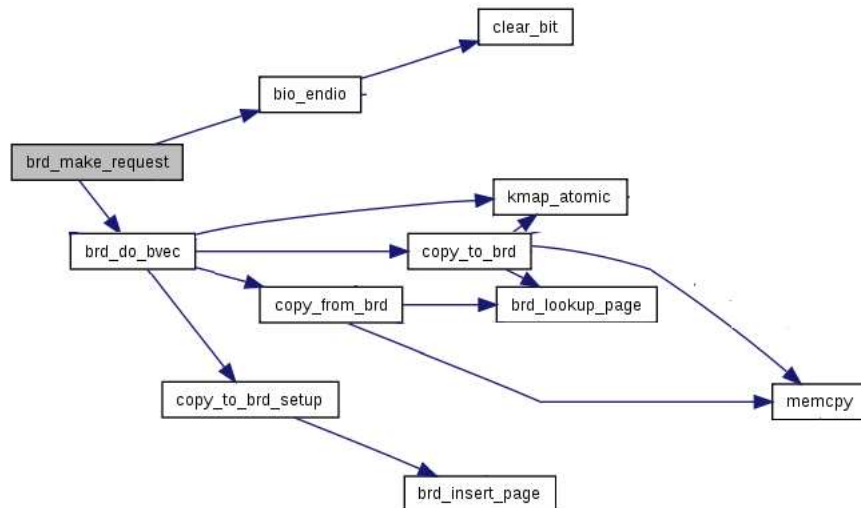 clear_bit
bio_endio
brd_make_request
kmap_atomic
brd_do_bvec
copy_to_brd
copy_from_brd
brd_lookup_page
copy_to_brd_setup
memcpy
brd_insert_page